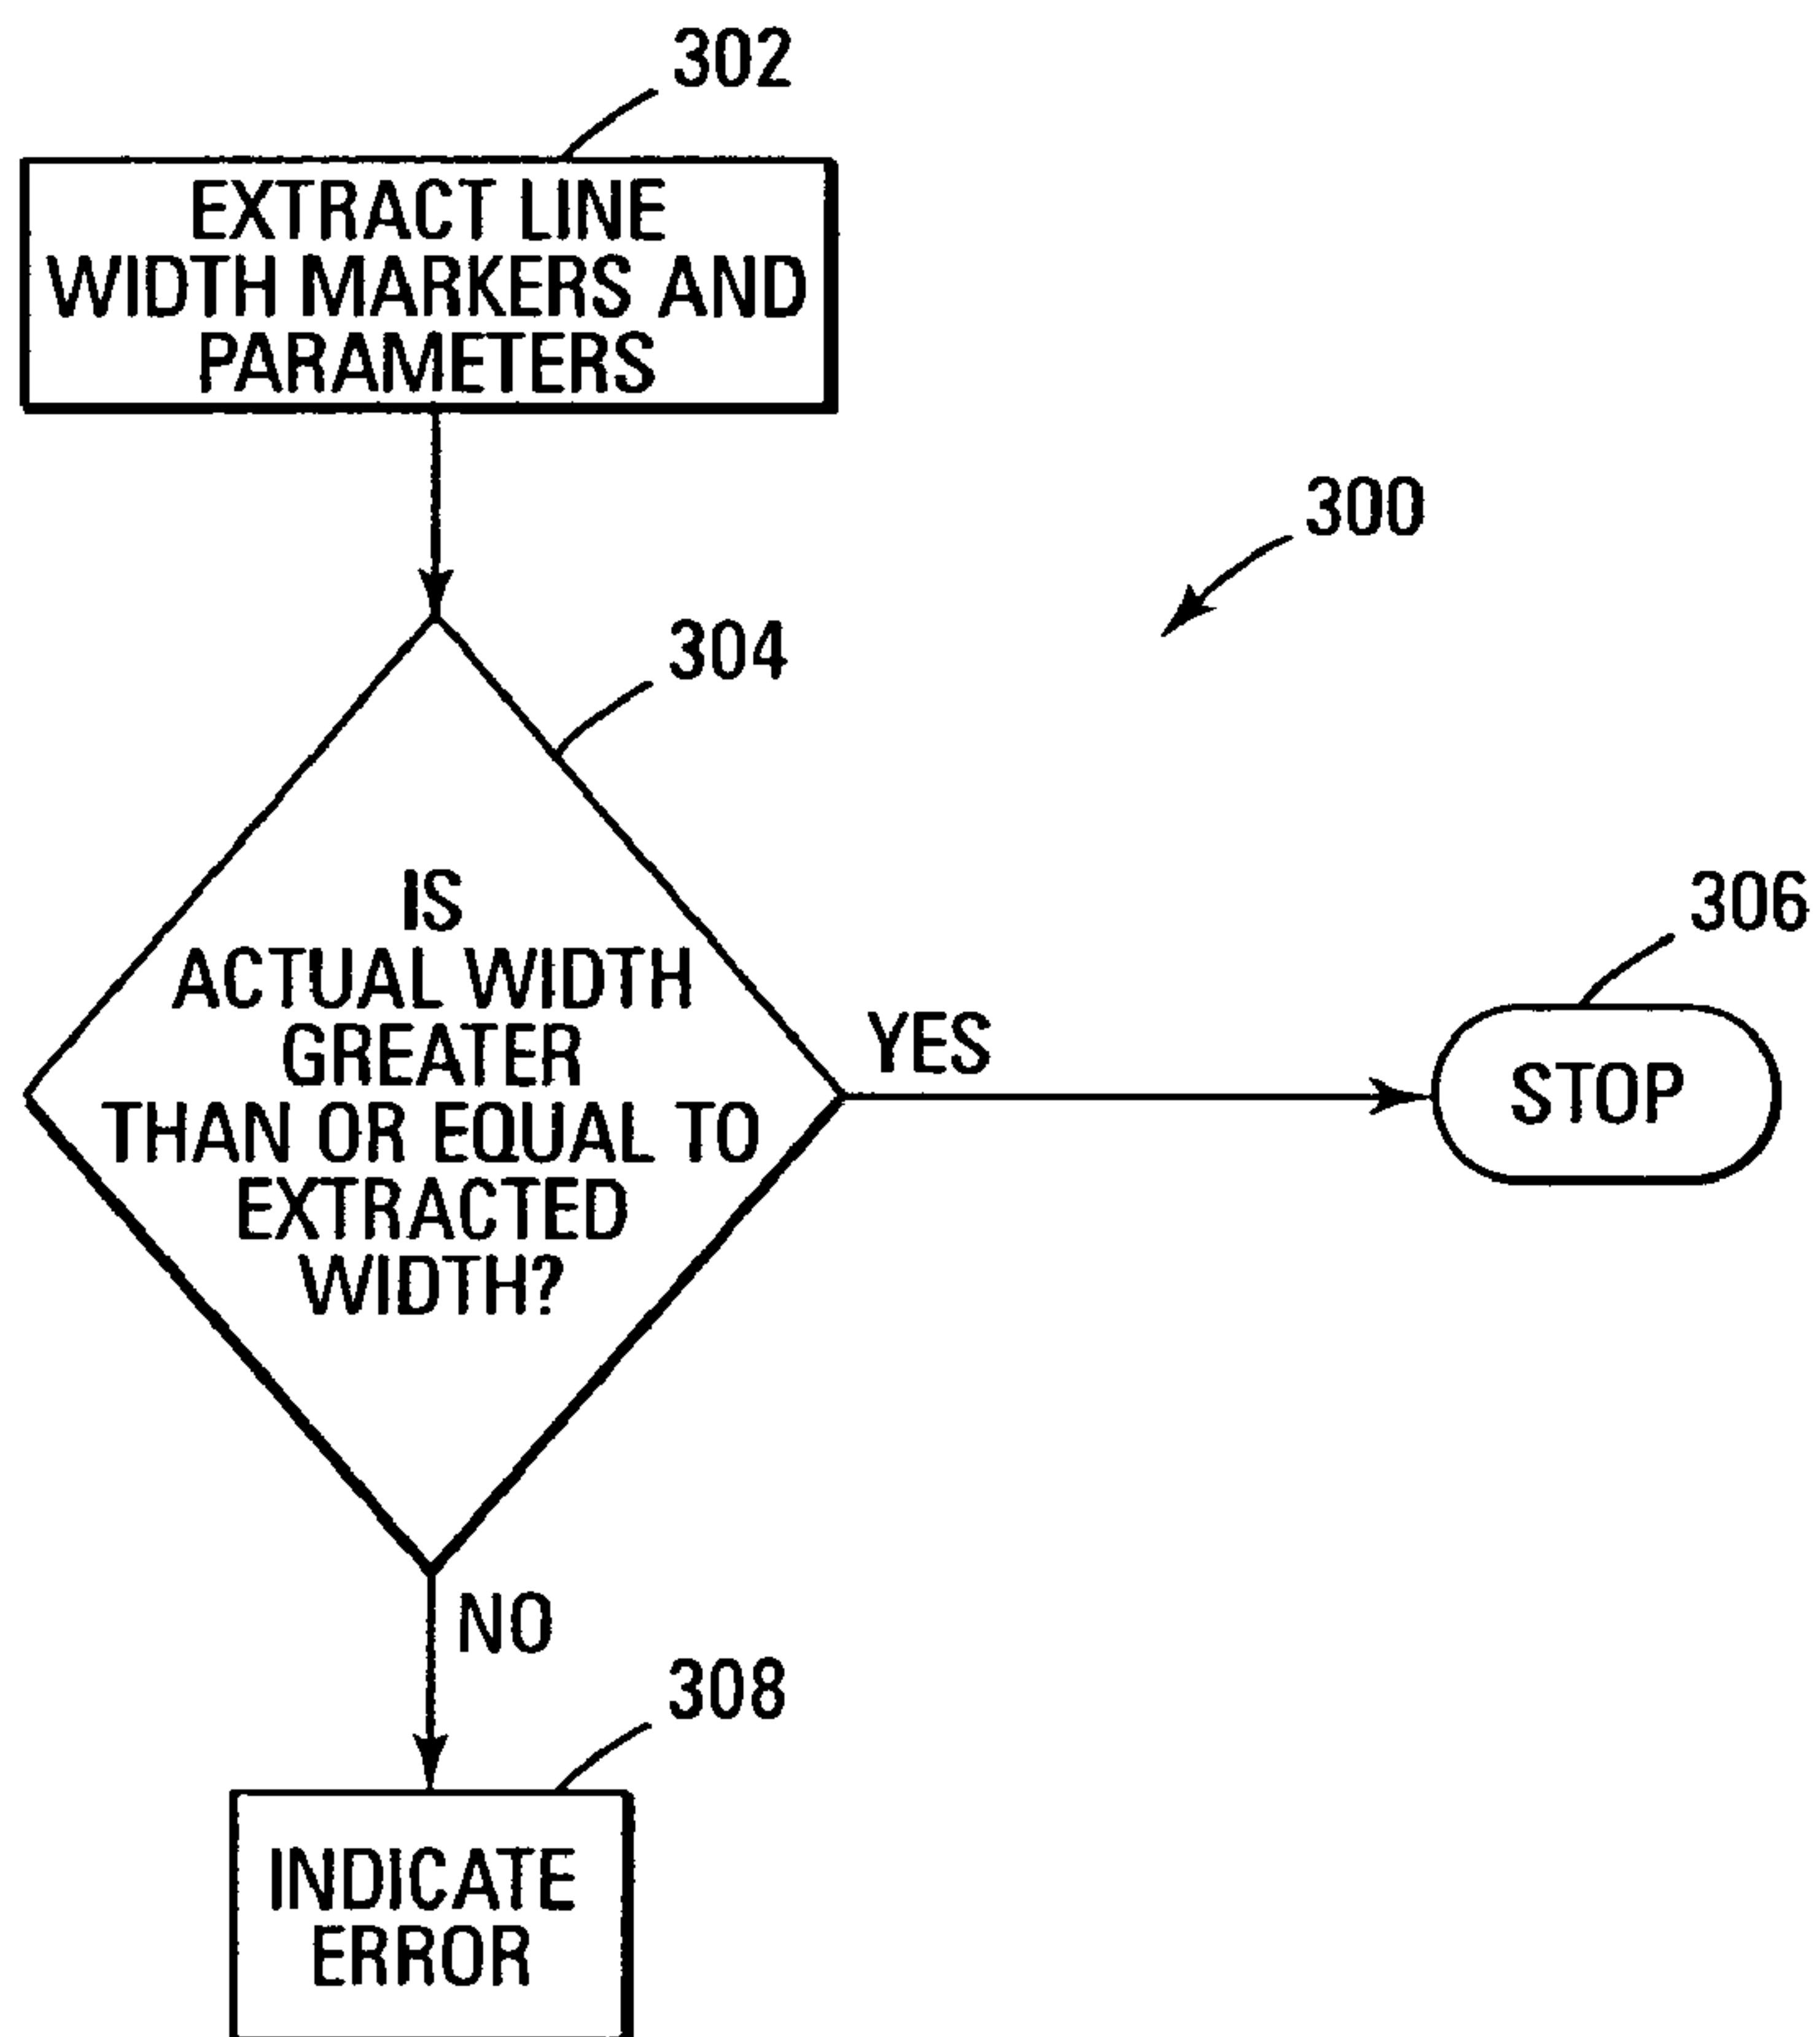 302
EXTRACT LINE
WIDTH MARKERS AND
PARAMETERS
300
304
IS
ACTUAL WIDTH
GREATER
THAN OR EQUAL TO
EXTRACTED
WIDTH?
YES
306
STOP
NO
308
INDICATE
ERROR